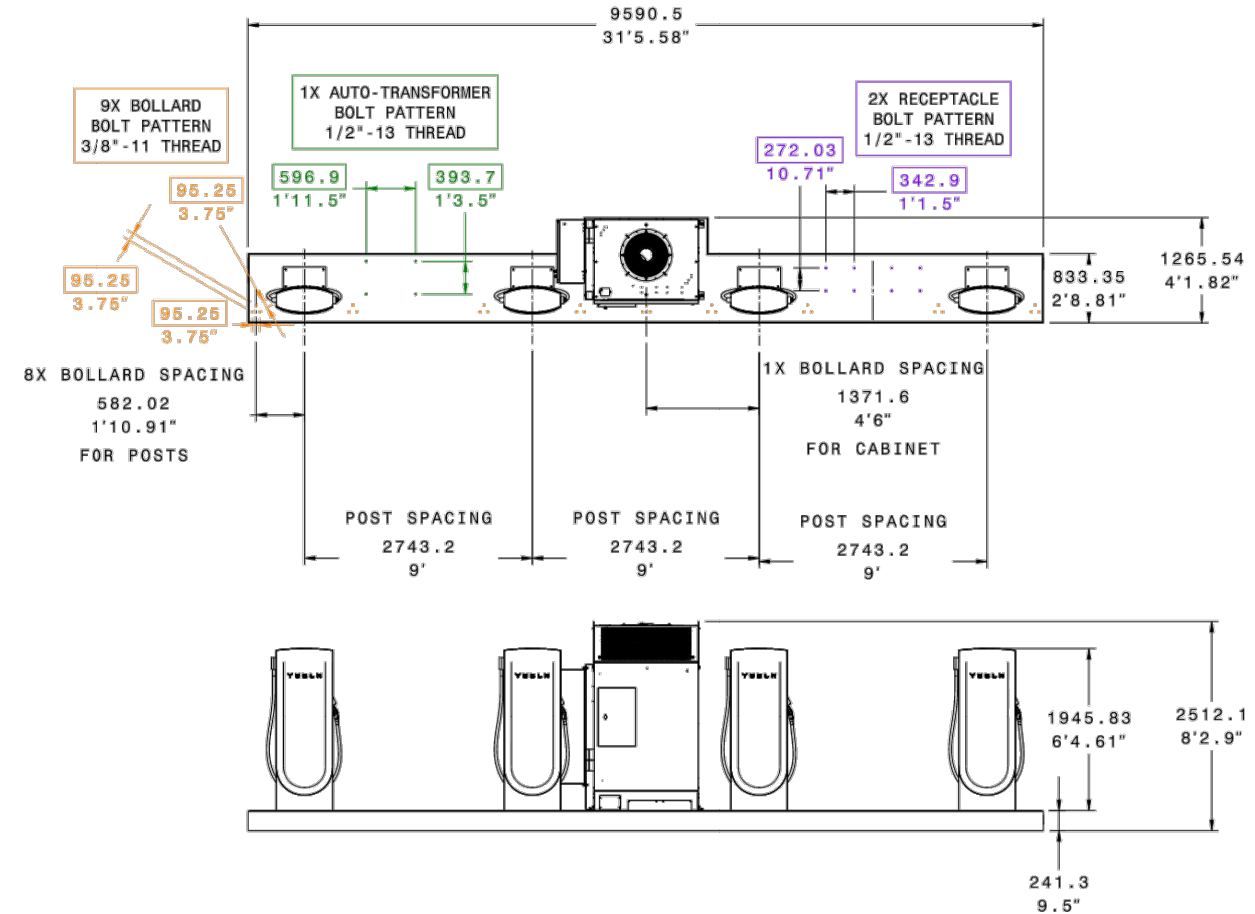 9590.5
31'5.58"
9X BOLLARD
BOLT PATTERN
3/8"-11 THREAD
1X AUTO-TRANSFORMER
BOLT PATTERN
1/2"-13 THREAD
2X RECEPTACLE
BOLT PATTERN
1/2"-13 THREAD
596.9
1'11.5"
393.7
1'3.5"
272.03
10.71"
342.9
1'1.5"
95.25
3.75"
95.25
3.75"
95.25
3.75"
1265.54
4'1.82"
833.35
2'8.81"
8X BOLLARD SPACING
582.02
1'10.91"
FOR POSTS
1X BOLLARD SPACING
1371.6
4'6"
FOR CABINET
POST SPACING
2743.2
9'
POST SPACING
2743.2
9'
POST SPACING
2743.2
9'
TESLA
TESLA
TESLA
TESLA
1945.83
6'4.61"
2512.1
8'2.9"
241.3
9.5"